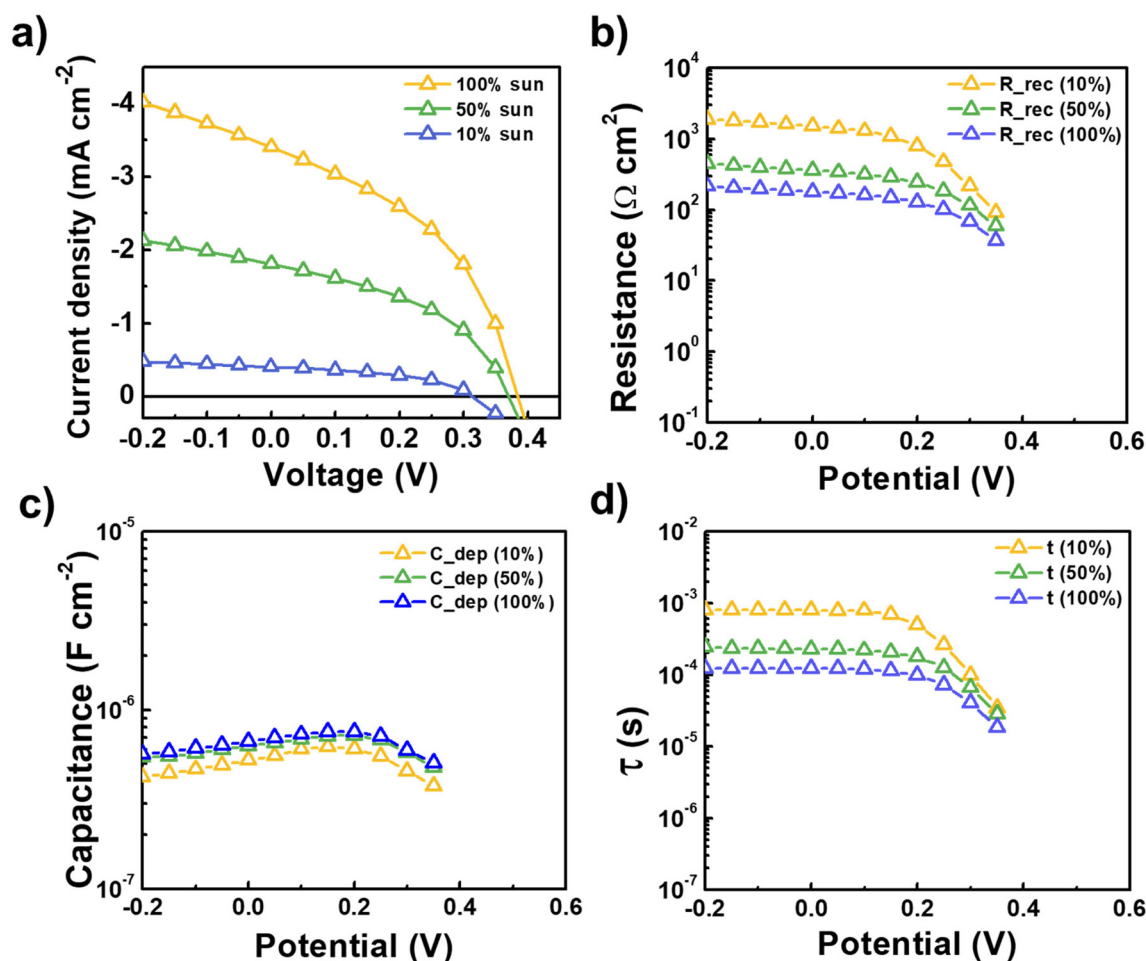 a)
Current density (mA cm⁻²)
-4
-3
-2
-1
0
100% sun
50% sun
10% sun
-0.2 -0.1 0.0 0.1 0.2 0.3 0.4
Voltage (V)
b)
Resistance (Ω cm²)
10⁴
10³
10²
10¹
10⁰
10⁻¹
R_rec (10%)
R_rec (50%)
R_rec (100%)
-0.2 0.0 0.2 0.4 0.6
Potential (V)
c)
Capacitance (F cm⁻²)
10⁻⁵
10⁻⁶
10⁻⁷
C_dep (10%)
C_dep (50%)
C_dep (100%)
-0.2 0.0 0.2 0.4 0.6
Potential (V)
d)
τ (s)
10⁻²
10⁻³
10⁻⁴
10⁻⁵
10⁻⁶
10⁻⁷
t (10%)
t (50%)
t (100%)
-0.2 0.0 0.2 0.4 0.6
Potential (V)